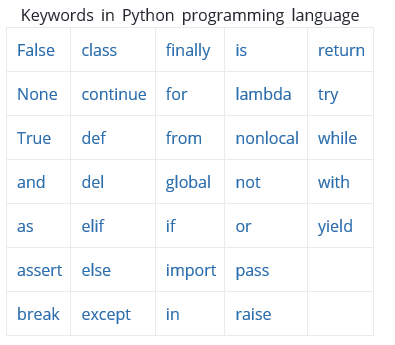 Keywords in Python programming language
False class finally is return
None continue for lambda try
True def from nonlocal while
and del global not with
as elif if or yield
assert else import pass
break except in raise